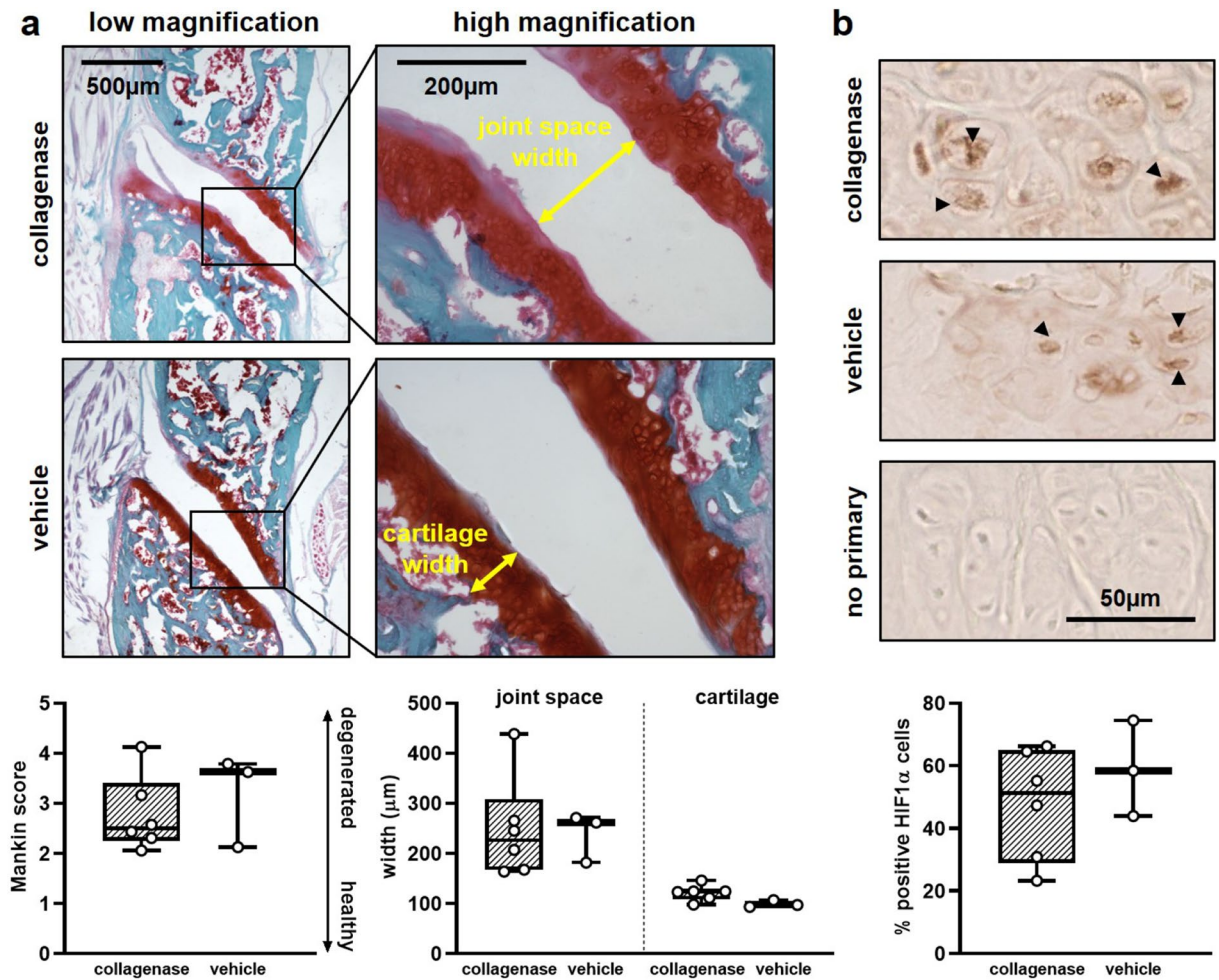 a
low magnification
high magnification
b
500µm
200µm
collagenase
joint space
width
collagenase
vehicle
cartilage
width
vehicle
no primary
50µm
Mankin score
5
4
3
2
1
0
collagenase
vehicle
degenerated
healthy
width (µm)
500
400
300
200
100
0
joint space
cartilage
collagenase
vehicle
collagenase
vehicle
% positive HIF1α cells
80
60
40
20
0
collagenase
vehicle